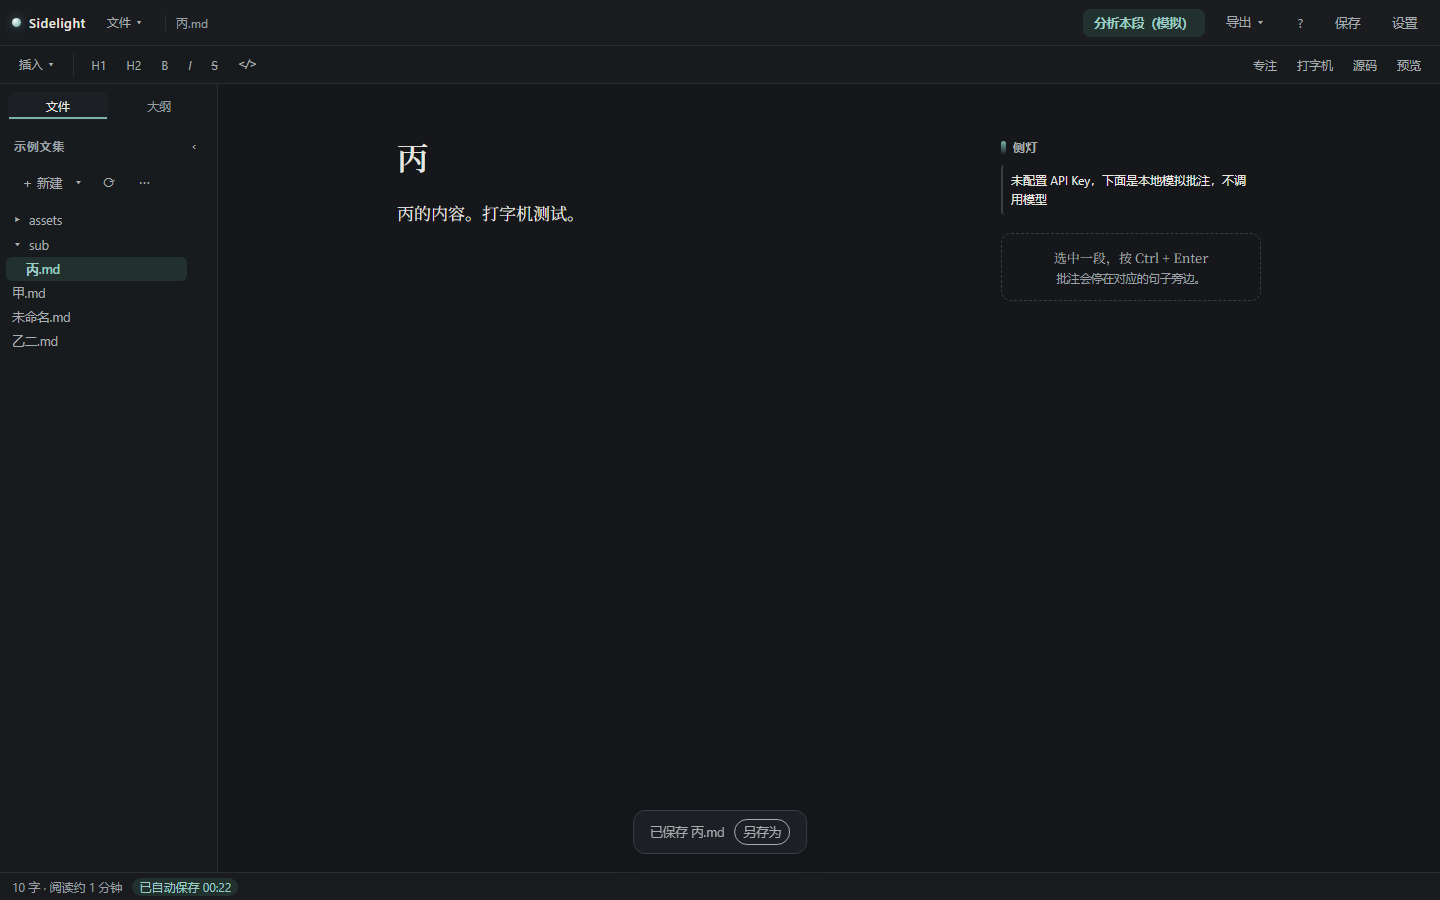 Sidelight 文件 丙.md 分析本段（模拟） 导出 ? 保存 设置
插入 H1 H2 B I S </> 专注 打字机 源码 预览
文件 大纲
示例文集
+ 新建 ...
assets
sub
丙.md
甲.md
未命名.md
乙二.md
丙
丙的内容。打字机测试。
侧灯
未配置 API Key，下面是本地模拟批注，不调
用模型
选中一段，按 Ctrl + Enter
批注会停在对应的句子旁边。
已保存 丙.md 另存为
10 字 · 阅读约 1 分钟 已自动保存 00:22